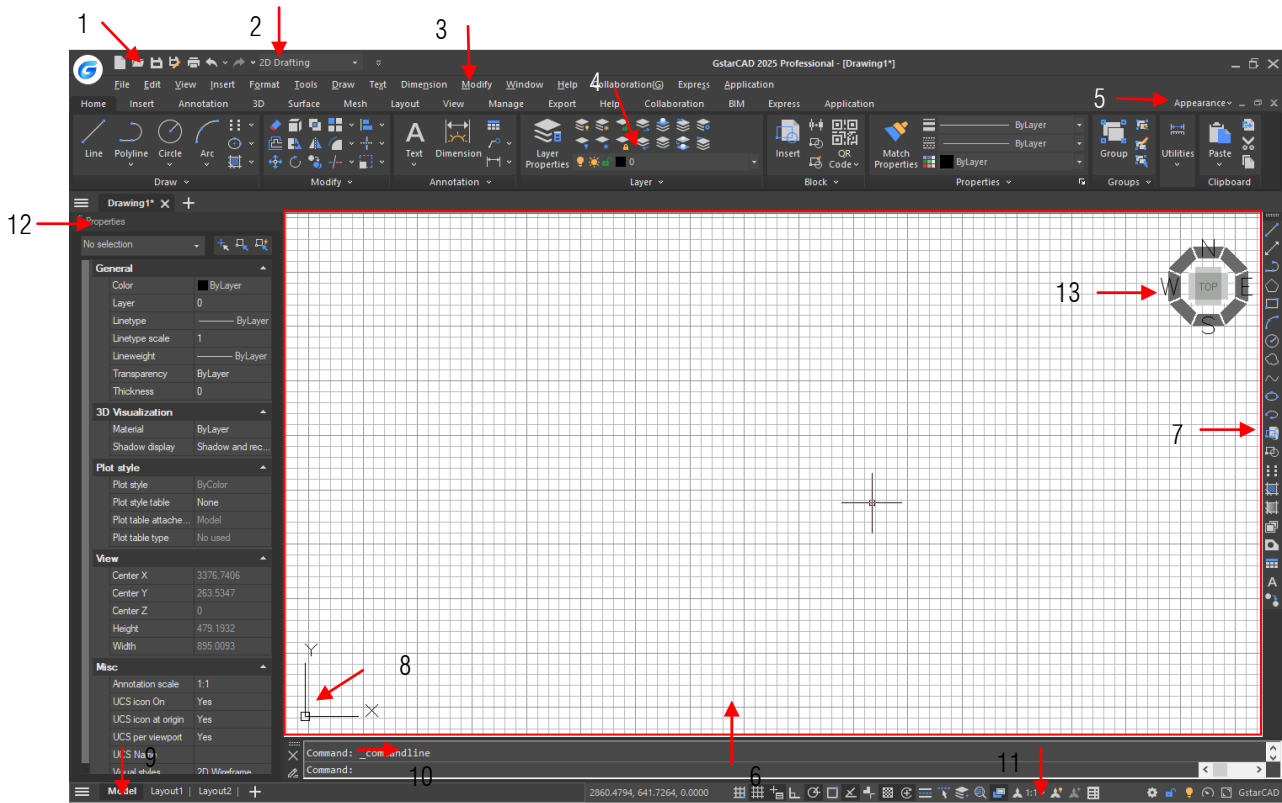 1
2
3
2D Drafting
GstarCAD 2025 Professional - [Drawing1*]
File Edit View Insert Format Tools Draw Text Dimension Modify Window Help Collaboration(G) Express Application
4
5
Home Insert Annotation 3D Surface Mesh Layout View Manage Export Help Collaboration BIM Express Application Appearance
Line Polyline Circle Arc
Text Dimension
Layer Properties
0
Insert
QR Code
Match Properties
ByLayer
ByLayer
ByLayer
Group
Utilities
Paste
Draw Modify Annotation Layer Block Properties Groups Clipboard
Drawing1* X +
12
Properties
No selection
General
Color ByLayer
Layer 0
Linetype ByLayer
Linetype scale 1
Lineweight ByLayer
Transparency ByLayer
Thickness 0
3D Visualization
Material ByLayer
Shadow display Shadow and rec...
Plot style
Plot style ByColor
Plot style table None
Plot table attache... Model
Plot table type No used
View
Center X 3376.7406
Center Y 263.5347
Center Z 0
Height 479.1932
Width 895.0093
Misc
Annotation scale 1:1
UCS icon On Yes
UCS icon at origin Yes
UCS per viewport Yes
UCS Name
Visual styles 2D Wireframe
N
W TOP E
S
13
7
A
Y
X
8
9
10
6
11
Command: _commandline
Command:
Model Layout1 Layout2 +
2860.4794, 641.7264, 0.0000
1:1
GstarCAD